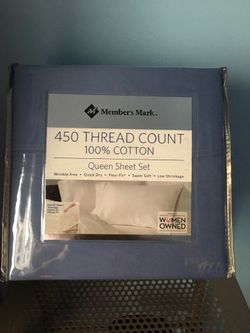 Member's Mark
450 THREAD COUNT
100% COTTON
Queen Sheet Set
Wrinkle Free • Quick Dry • Flexi-Fit • Super Soft • Low Shrinkage
WOMEN
OWNED